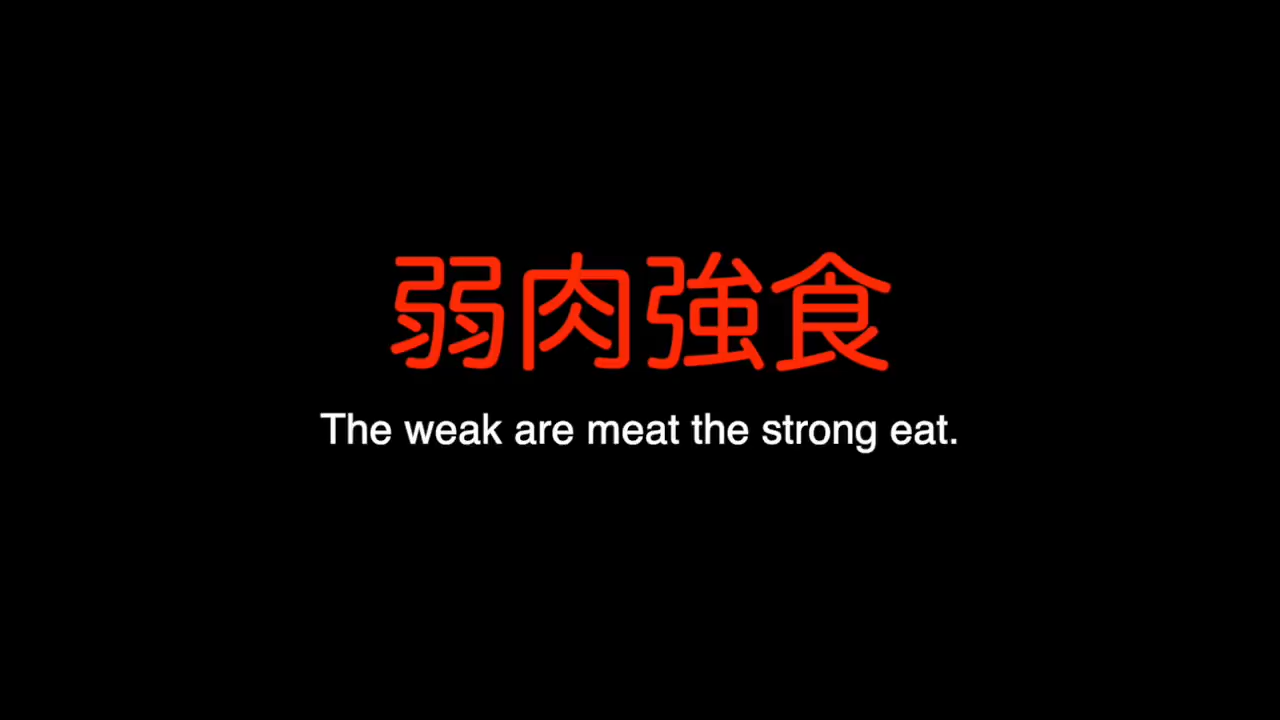 弱肉強食
The weak are meat the strong eat.